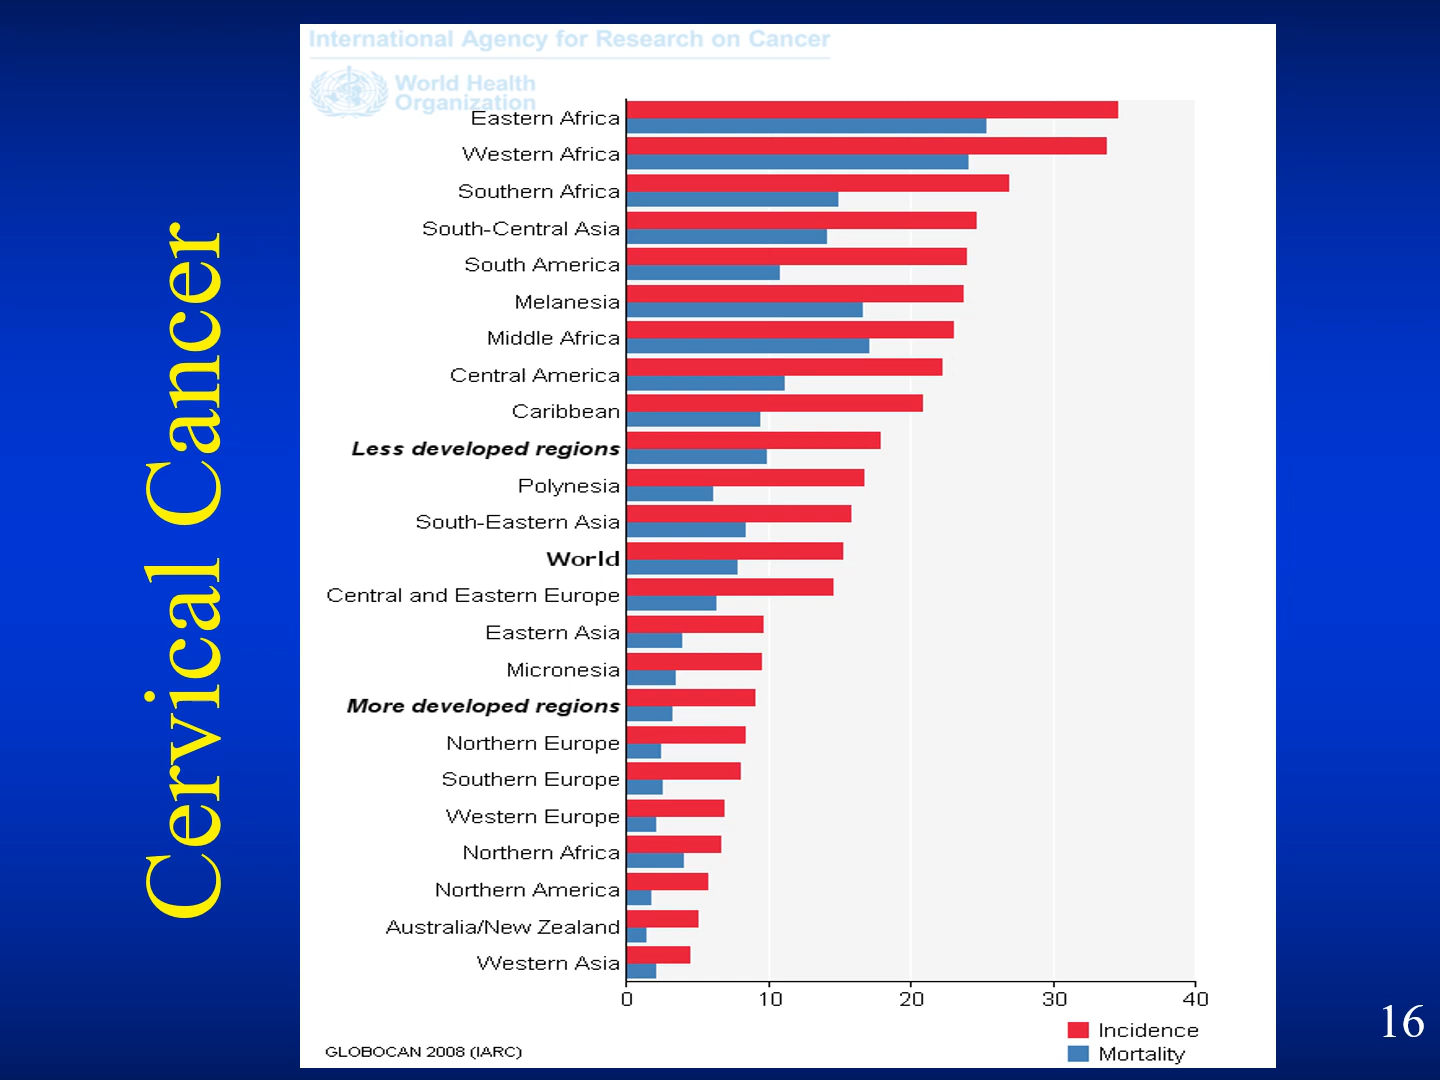 Cervical Cancer
International Agency for Research on Cancer
World Health
Organization
Eastern Africa
Western Africa
Southern Africa
South-Central Asia
South America
Melanesia
Middle Africa
Central America
Caribbean
Less developed regions
Polynesia
South-Eastern Asia
World
Central and Eastern Europe
Eastern Asia
Micronesia
More developed regions
Northern Europe
Southern Europe
Western Europe
Northern Africa
Northern America
Australia/New Zealand
Western Asia
0 10 20 30 40
Incidence
Mortality
GLOBOCAN 2008 (IARC)
16